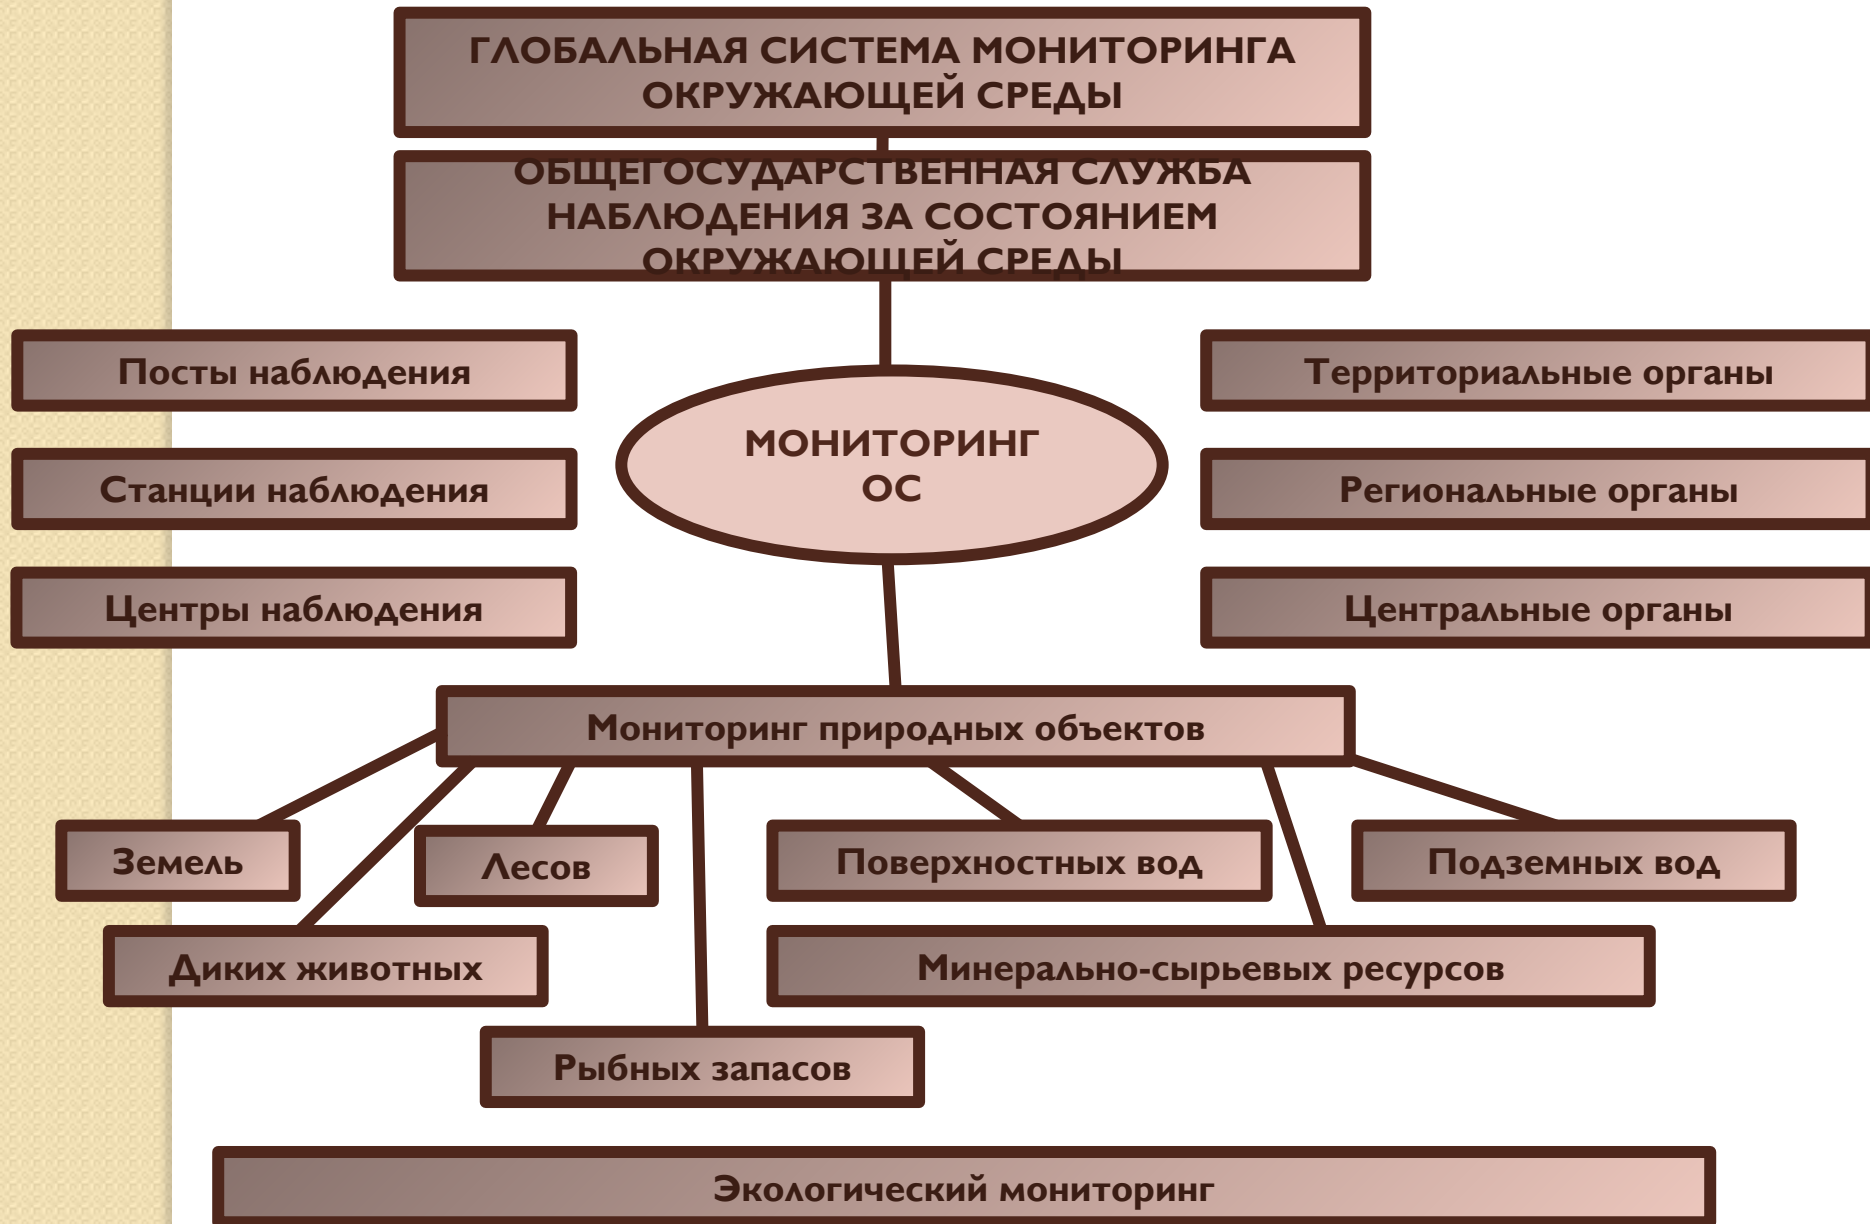 ГЛОБАЛЬНАЯ СИСТЕМА МОНИТОРИНГА
ОКРУЖАЮЩЕЙ СРЕДЫ
ОБЩЕГОСУДАРСТВЕННАЯ СЛУЖБА
НАБЛЮДЕНИЯ ЗА СОСТОЯНИЕМ
ОКРУЖАЮЩЕЙ СРЕДЫ
Посты наблюдения
Станции наблюдения
Центры наблюдения
МОНИТОРИНГ
ОС
Территориальные органы
Региональные органы
Центральные органы
Мониторинг природных объектов
Земель
Лесов
Поверхностных вод
Подземных вод
Диких животных
Минерально-сырьевых ресурсов
Рыбных запасов
Экологический мониторинг